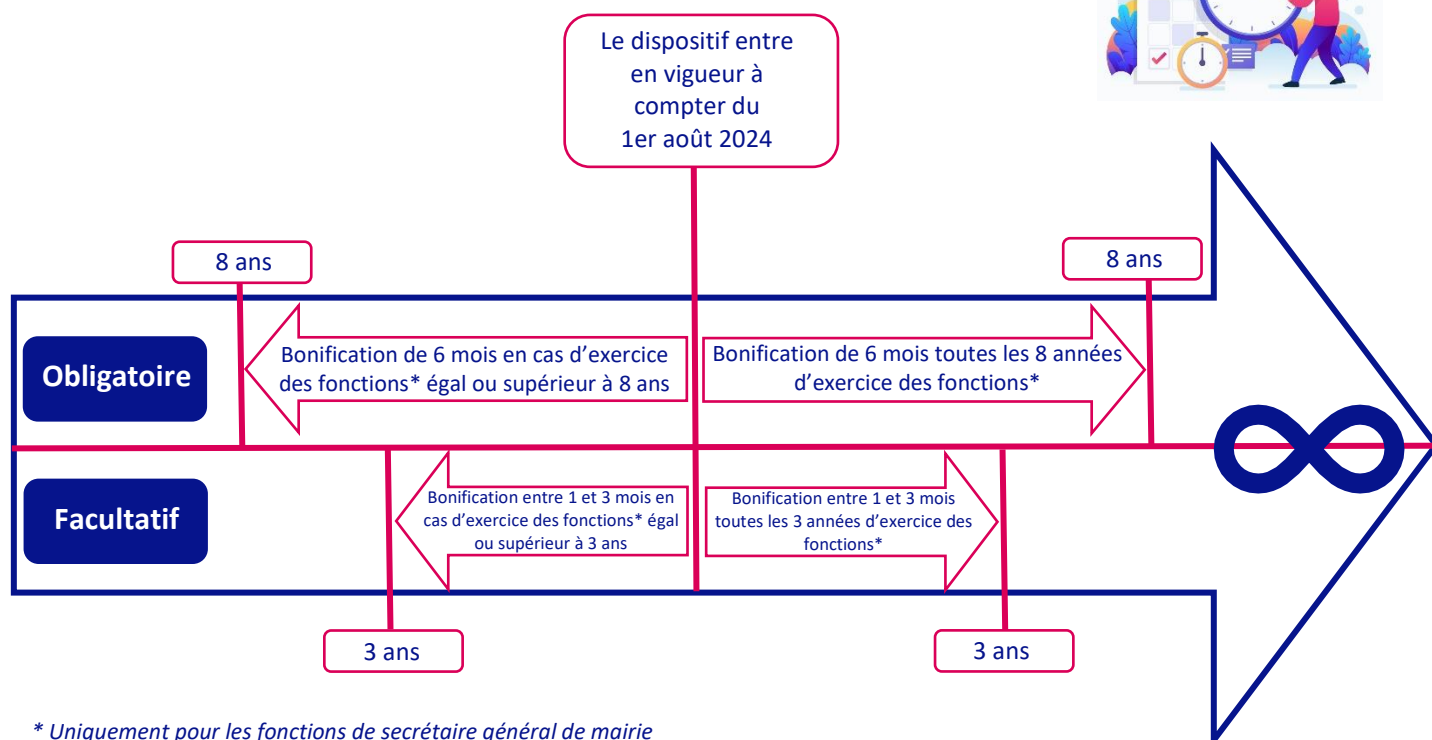 Le dispositif entre
en vigueur à
compter du
1er août 2024
8 ans
8 ans
Obligatoire
Bonification de 6 mois en cas d’exercice
des fonctions* égal ou supérieur à 8 ans
Bonification de 6 mois toutes les 8 années
d’exercice des fonctions*
Facultatif
Bonification entre 1 et 3 mois en
cas d’exercice des fonctions* égal
ou supérieur à 3 ans
Bonification entre 1 et 3 mois
toutes les 3 années d’exercice des
fonctions*
3 ans
3 ans
* Uniquement pour les fonctions de secrétaire général de mairie